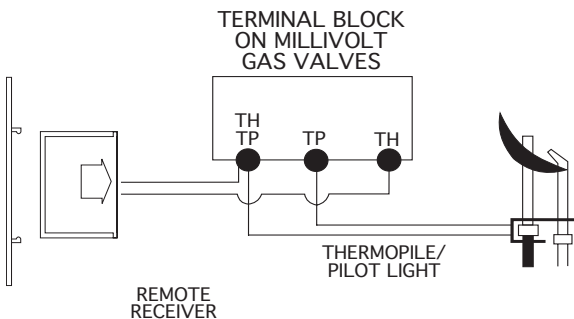 TERMINAL BLOCK
ON MILLIVOLT
GAS VALVES
TH
TP
TP
TH
THERMOPILE/
PILOT LIGHT
REMOTE
RECEIVER